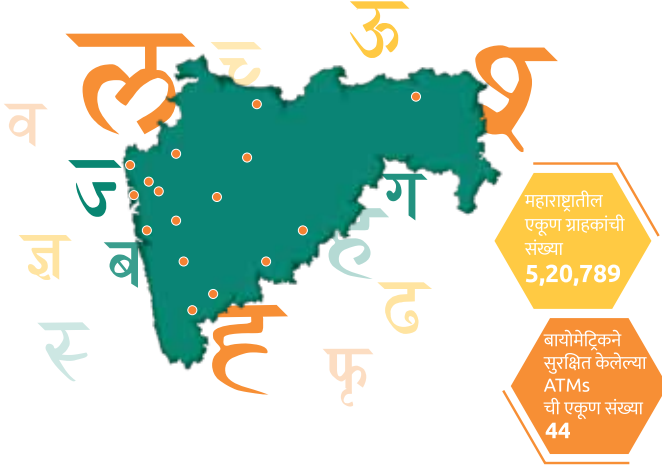 ल
च
ऊ
श
व
ज
ग
ह
ज्ञ
ब
ढ
स्
ह
फृ
महाराष्ट्रातील
एकूण ग्राहकांची
संख्या
5,20,789
बायोमेट्रिकने
सुरक्षित केलेल्या
ATMs
ची एकूण संख्या
44